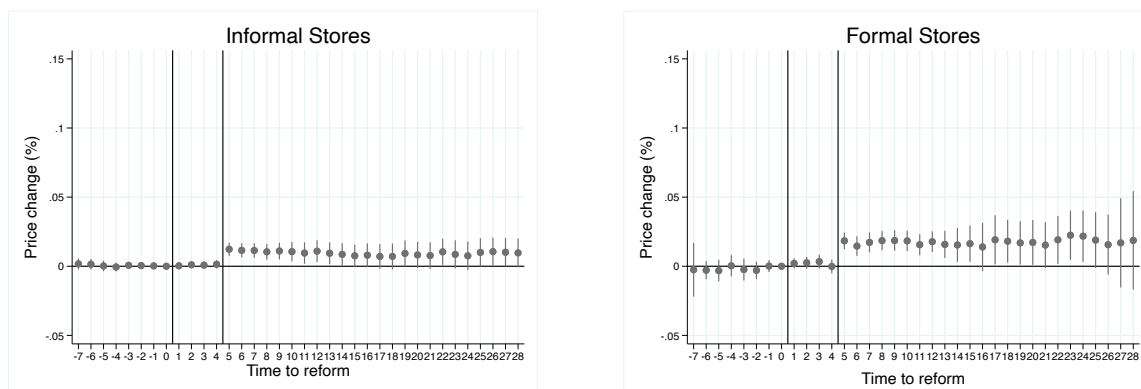 Informal Stores
.15
.1
.05
0
-.05
Price change (%)
-7 -6 -5 -4 -3 -2 -1 0 1 2 3 4 5 6 7 8 9 10 11 12 13 14 15 16 17 18 19 20 21 22 23 24 25 26 27 28
Time to reform
Formal Stores
.15
.1
.05
0
-.05
Price change (%)
-7 -6 -5 -4 -3 -2 -1 0 1 2 3 4 5 6 7 8 9 10 11 12 13 14 15 16 17 18 19 20 21 22 23 24 25 26 27 28
Time to reform